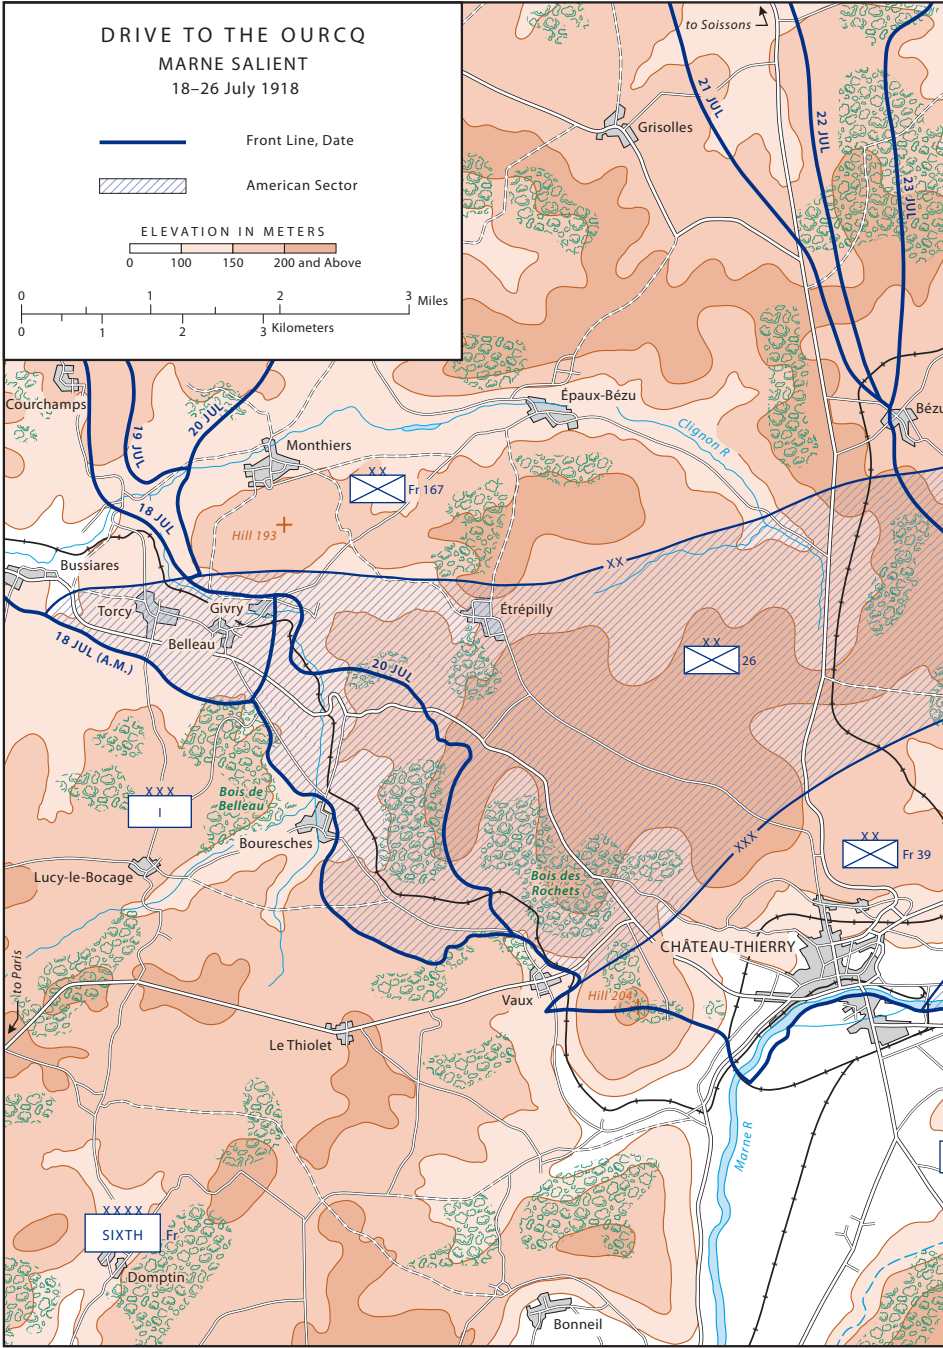 DRIVE TO THE OURCQ
MARNE SALIENT
18–26 July 1918
Front Line, Date
American Sector
ELEVATION IN METERS
0 100 150 200 and Above
0 1 2 3 Miles
0 1 2 3 Kilometers
to Soissons
21 JUL
22 JUL
23 JUL
Grisolles
Courchamps
19 JUL
20 JUL
Monthiers
Épaux-Bézu
Clignon R
Bézu
XX
Fr 167
18 JUL
Hill 193
XX
Bussiares
Torcy
Givry
Belleau
Étrépilly
18 JUL (A.M.)
20 JUL
XX
26
Bois de
Belleau
XXX
I
Bouresches
XXX
XX
Fr 39
Lucy-le-Bocage
Bois des
Rochets
CHÂTEAU-THIERRY
to Paris
Vaux
Hill 204
Le Thiolet
Marne R
XXXX
SIXTH
Fr
Domptin
Bonneil